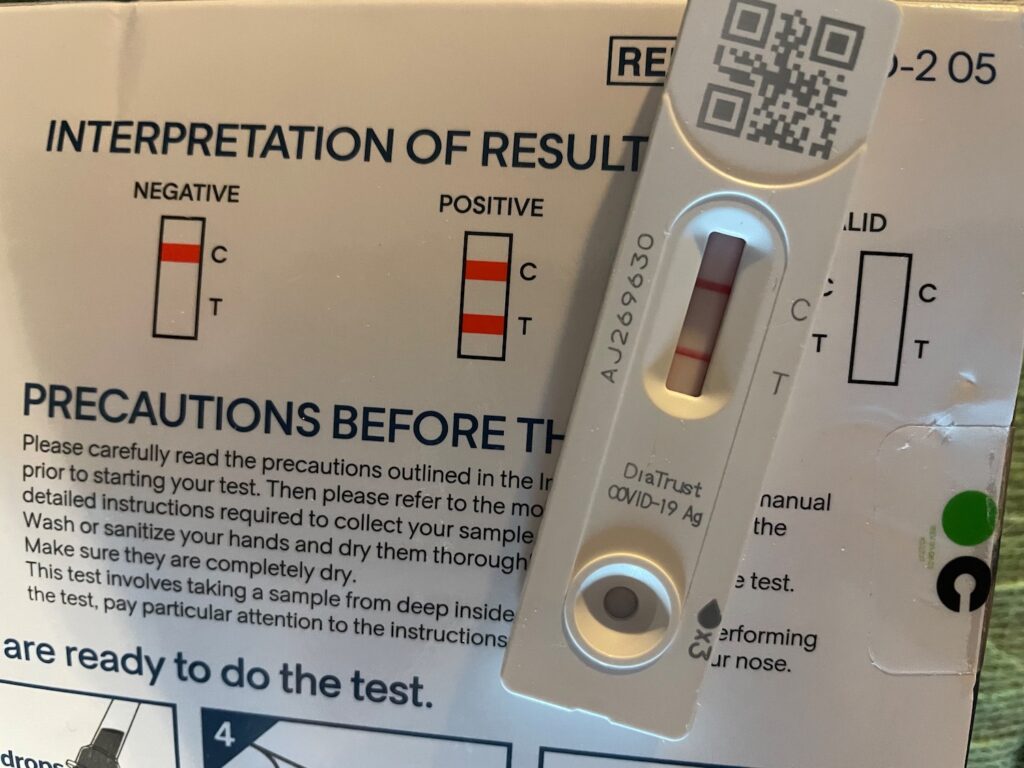 RE
-2 05
INTERPRETATION OF RESULT
NEGATIVE
POSITIVE
LID
C
T
C
T
C
T
C
T
AJ269630
C
T
DiaTrust
COVID-19 Ag
x3
PRECAUTIONS BEFORE TH
Please carefully read the precautions outlined in the In
prior to starting your test. Then please refer to the mo
manual
detailed instructions required to collect your sample
the
Wash or sanitize your hands and dry them thorough
Make sure they are completely dry.
e test.
This test involves taking a sample from deep inside
erforming
the test, pay particular attention to the instructions
ur nose.
are ready to do the test.
drops
4